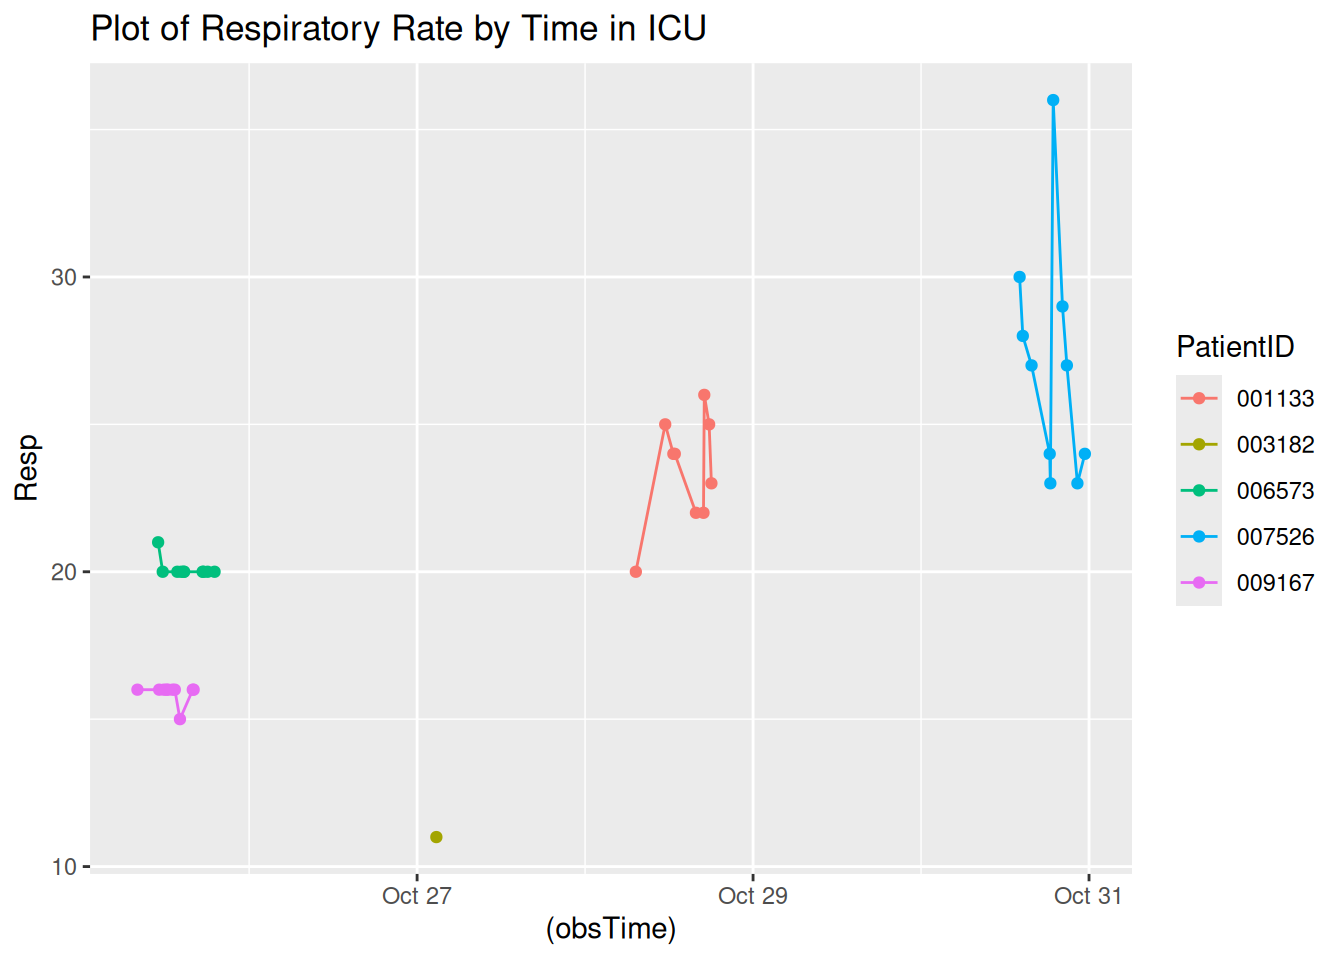 Plot of Respiratory Rate by Time in ICU
Resp
30
20
10
Oct 27
Oct 29
Oct 31
(obsTime)
PatientID
001133
003182
006573
007526
009167